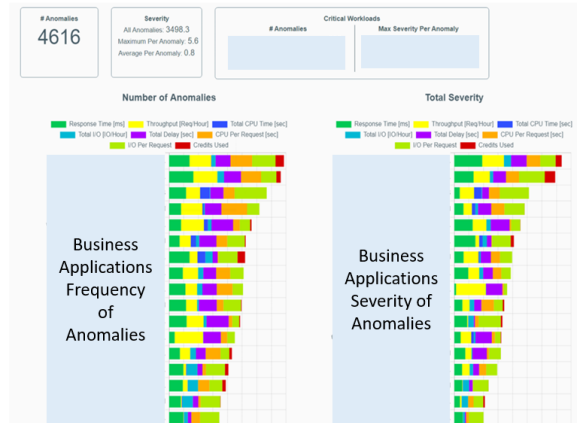 # Anomalies
4616
Severity
All Anomalies: 3498.3
Maximum Per Anomaly: 5.6
Average Per Anomaly: 0.8
Critical Workloads
# Anomalies
Max Severity Per Anomaly
Number of Anomalies
Response Time [ms] Throughput [Req/Hour] Total CPU Time [sec]
Total I/O [IO/Hour] Total Delay [sec] CPU Per Request [sec]
I/O Per Request Credits Used
Business
Applications
Frequency
of
Anomalies
Total Severity
Response Time [ms] Throughput [Req/Hour] Total CPU Time [sec]
Total I/O [IO/Hour] Total Delay [sec] CPU Per Request [sec]
I/O Per Request Credits Used
Business
Applications
Severity of
Anomalies